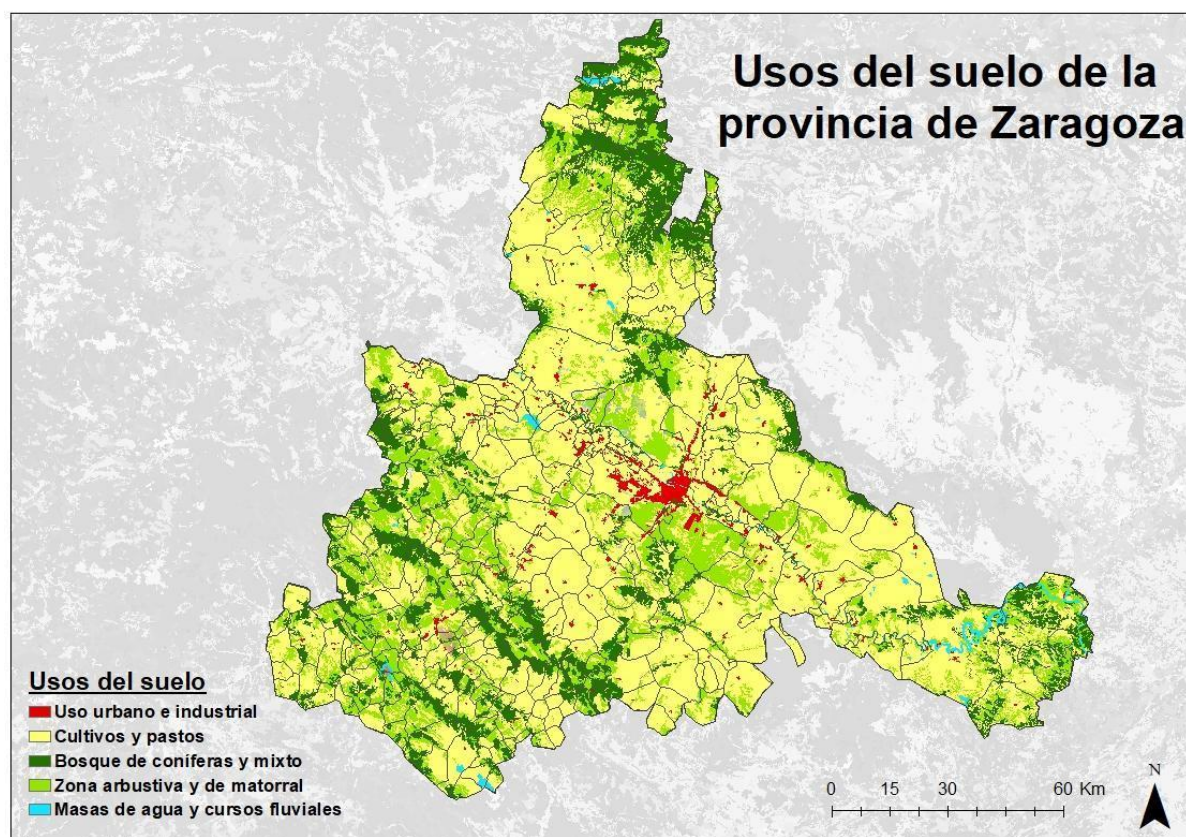 Usos del suelo de la
provincia de Zaragoza
Usos del suelo
Uso urbano e industrial
Cultivos y pastos
Bosque de coníferas y mixto
Zona arbustiva y de matorral
Masas de agua y cursos fluviales
0 15 30 60 Km
N